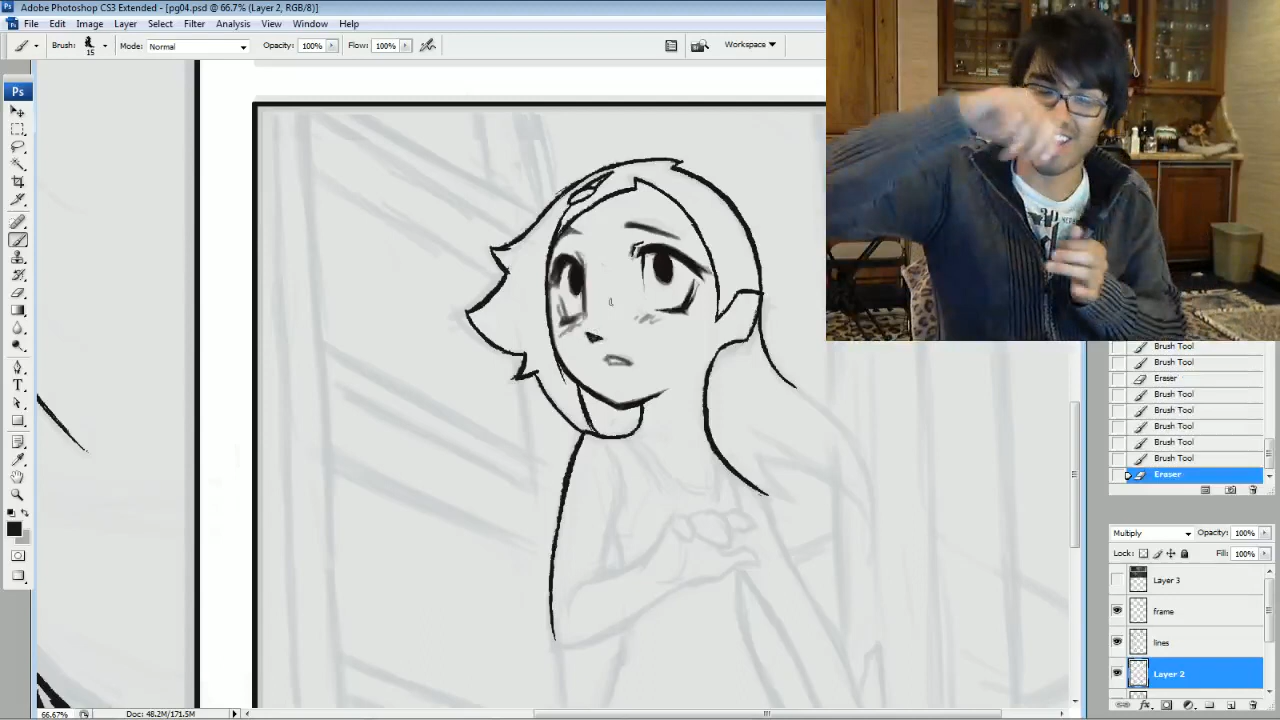 Adobe Photoshop CS3 Extended - [pg04.psd @ 66.7% (Layer 2, RGB/8)]
File Edit Image Layer Select Filter Analysis View Window Help
Brush: 15 Mode: Normal Opacity: 100% Flow: 100% Workspace
Ps
T
Brush Tool
Brush Tool
Eraser
Brush Tool
Brush Tool
Brush Tool
Brush Tool
Brush Tool
Eraser
Multiply Opacity: 100%
Lock: Fill: 100%
Layer 3
frame
lines
Layer 2
66.67% Doc: 48.2M/171.5M